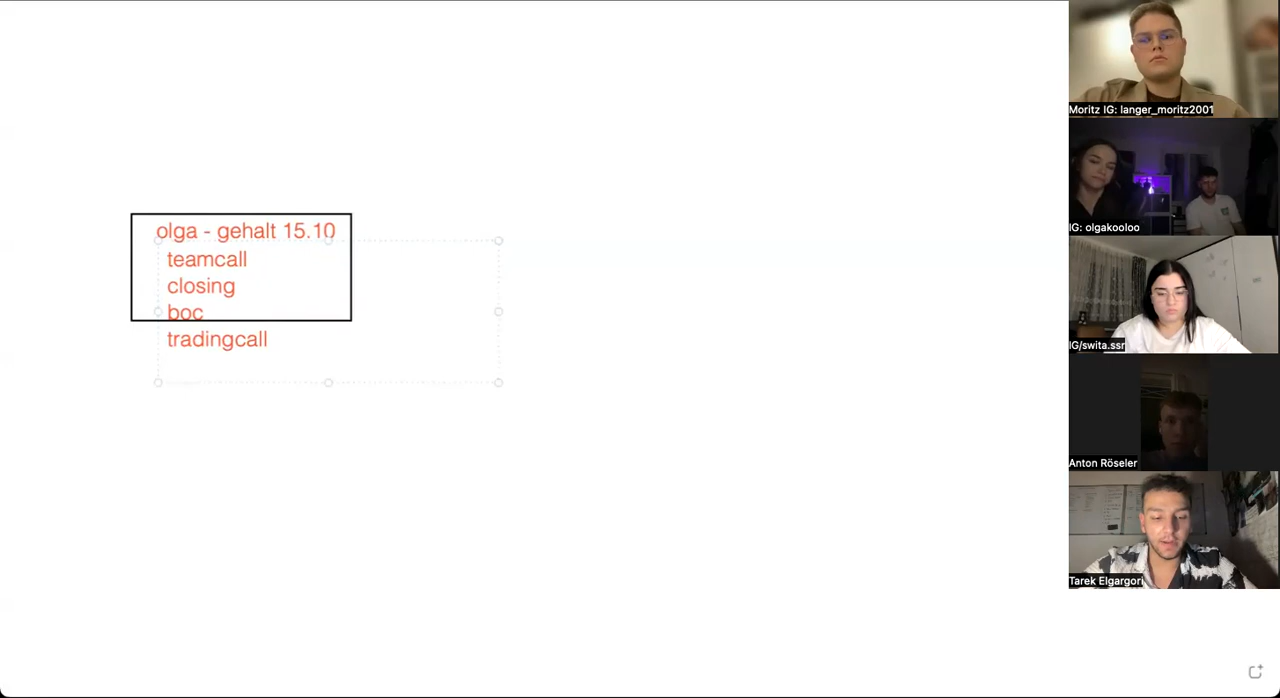 olga - gehalt 15.10
teamcall
closing
boc
tradingcall
Moritz IG: langer_moritz2001
IG: olgakooloo
IG/swita.ssr
Anton Röseler
Tarek Elgargori